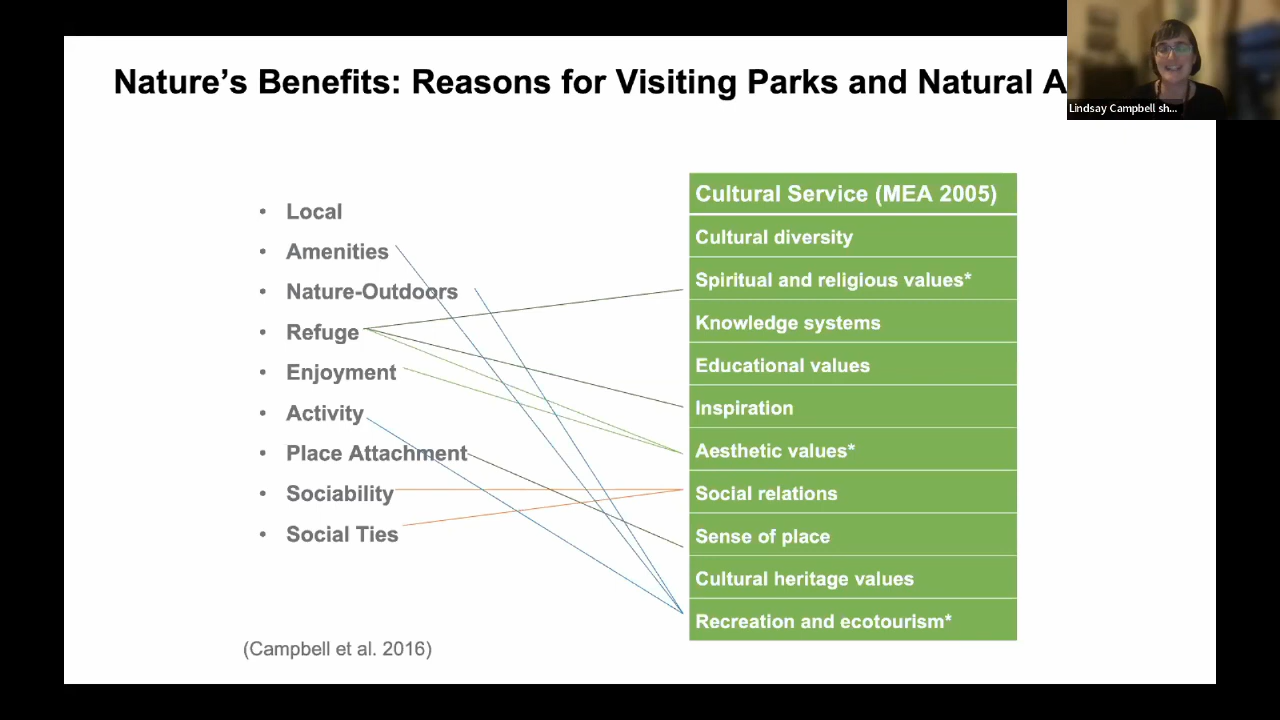 Nature's Benefits: Reasons for Visiting Parks and Natural A
Lindsay Campbell sh...
• Local
• Amenities
• Nature-Outdoors
• Refuge
• Enjoyment
• Activity
• Place Attachment
• Sociability
• Social Ties
(Campbell et al. 2016)
Cultural Service (MEA 2005)
Cultural diversity
Spiritual and religious values*
Knowledge systems
Educational values
Inspiration
Aesthetic values*
Social relations
Sense of place
Cultural heritage values
Recreation and ecotourism*